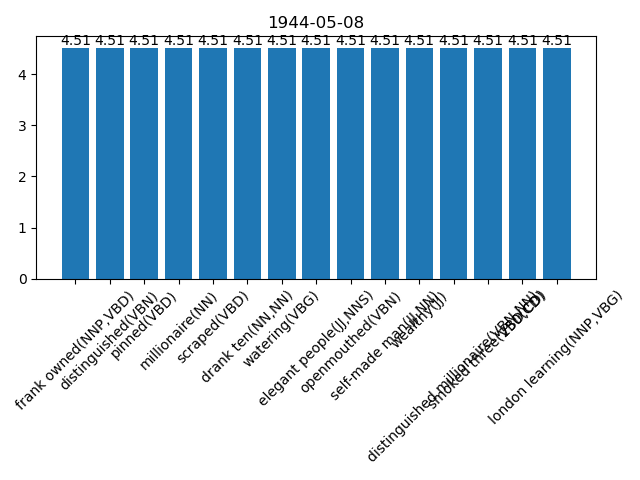 1944-05-08
4.51 4.51 4.51 4.51 4.51 4.51 4.51 4.51 4.51 4.51 4.51 4.51 4.51 4.51 4.51
4
3
2
1
0
frank owned(NNP,VBD)
distinguished(VBN)
pinned(VBD)
millionaire(NN)
scraped(VBD)
drank ten(NN,NN)
watering(VBG)
elegant people(JJ,NNS)
openmouthed(VBN)
self-made man(JJ,NN)
wealthy(JJ)
distinguished millionaire(VBN,NN)
smoked three(VBD,CD)
london learning(NNP,VBG)